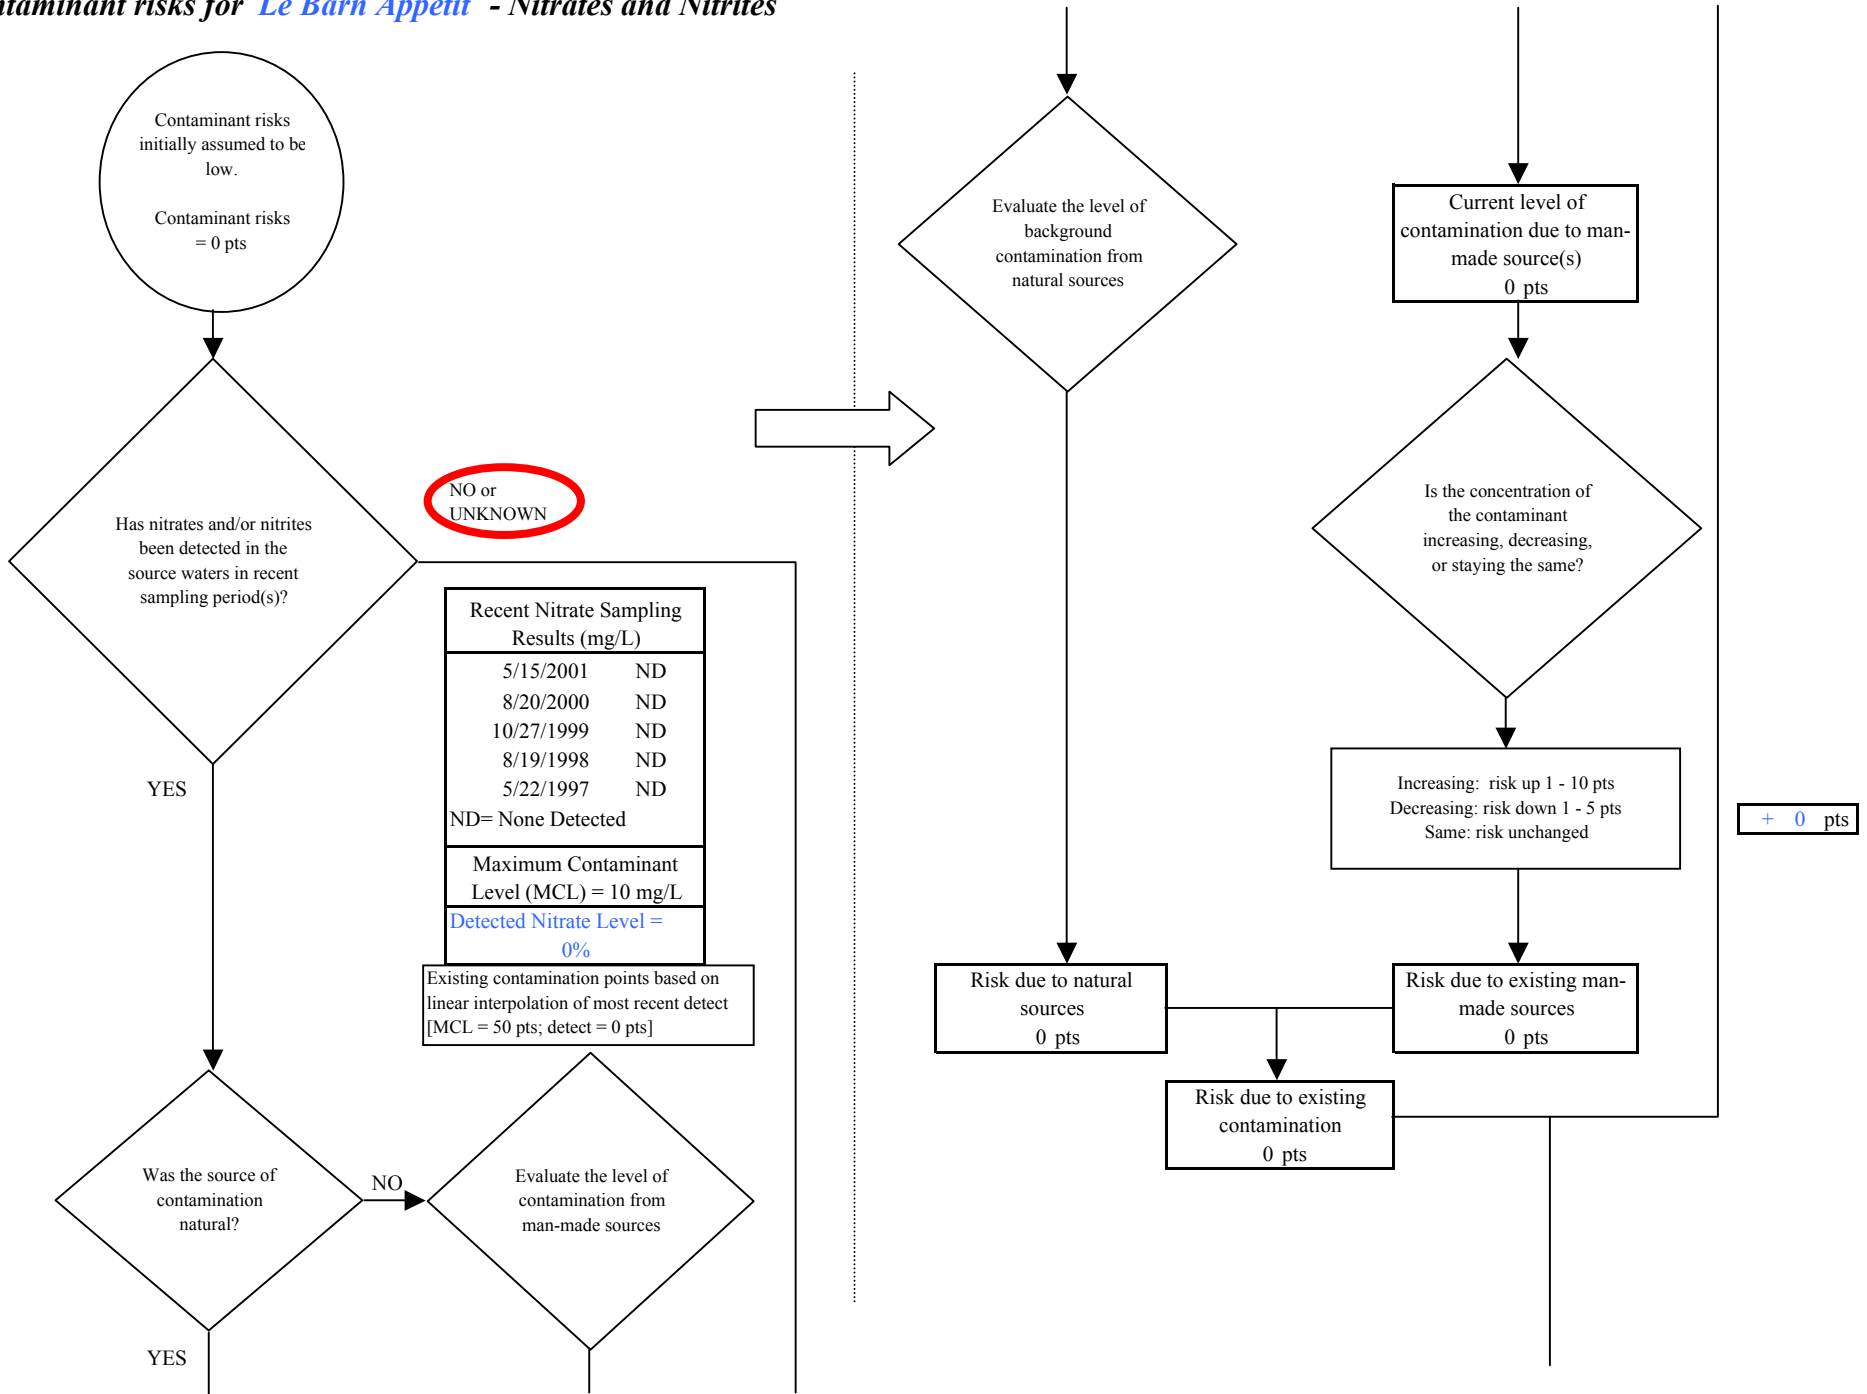 ntaminant risks for Le Barn Appetit - Nitrates and Nitrites
Contaminant risks
initially assumed to be
low.
Contaminant risks
= 0 pts
Has nitrates and/or nitrites
been detected in the
source waters in recent
sampling period(s)?
NO or
UNKNOWN
YES
Recent Nitrate Sampling
Results (mg/L)
5/15/2001 ND
8/20/2000 ND
10/27/1999 ND
8/19/1998 ND
5/22/1997 ND
ND= None Detected
Maximum Contaminant
Level (MCL) = 10 mg/L
Detected Nitrate Level =
0%
Existing contamination points based on
linear interpolation of most recent detect
[MCL = 50 pts; detect = 0 pts]
Was the source of
contamination
natural?
NO
YES
Evaluate the level of
contamination from
man-made sources
Evaluate the level of
background
contamination from
natural sources
Current level of
contamination due to man-
made source(s)
0 pts
Is the concentration of
the contaminant
increasing, decreasing,
or staying the same?
Increasing: risk up 1 - 10 pts
Decreasing: risk down 1 - 5 pts
Same: risk unchanged
+ 0 pts
Risk due to natural
sources
0 pts
Risk due to existing man-
made sources
0 pts
Risk due to existing
contamination
0 pts